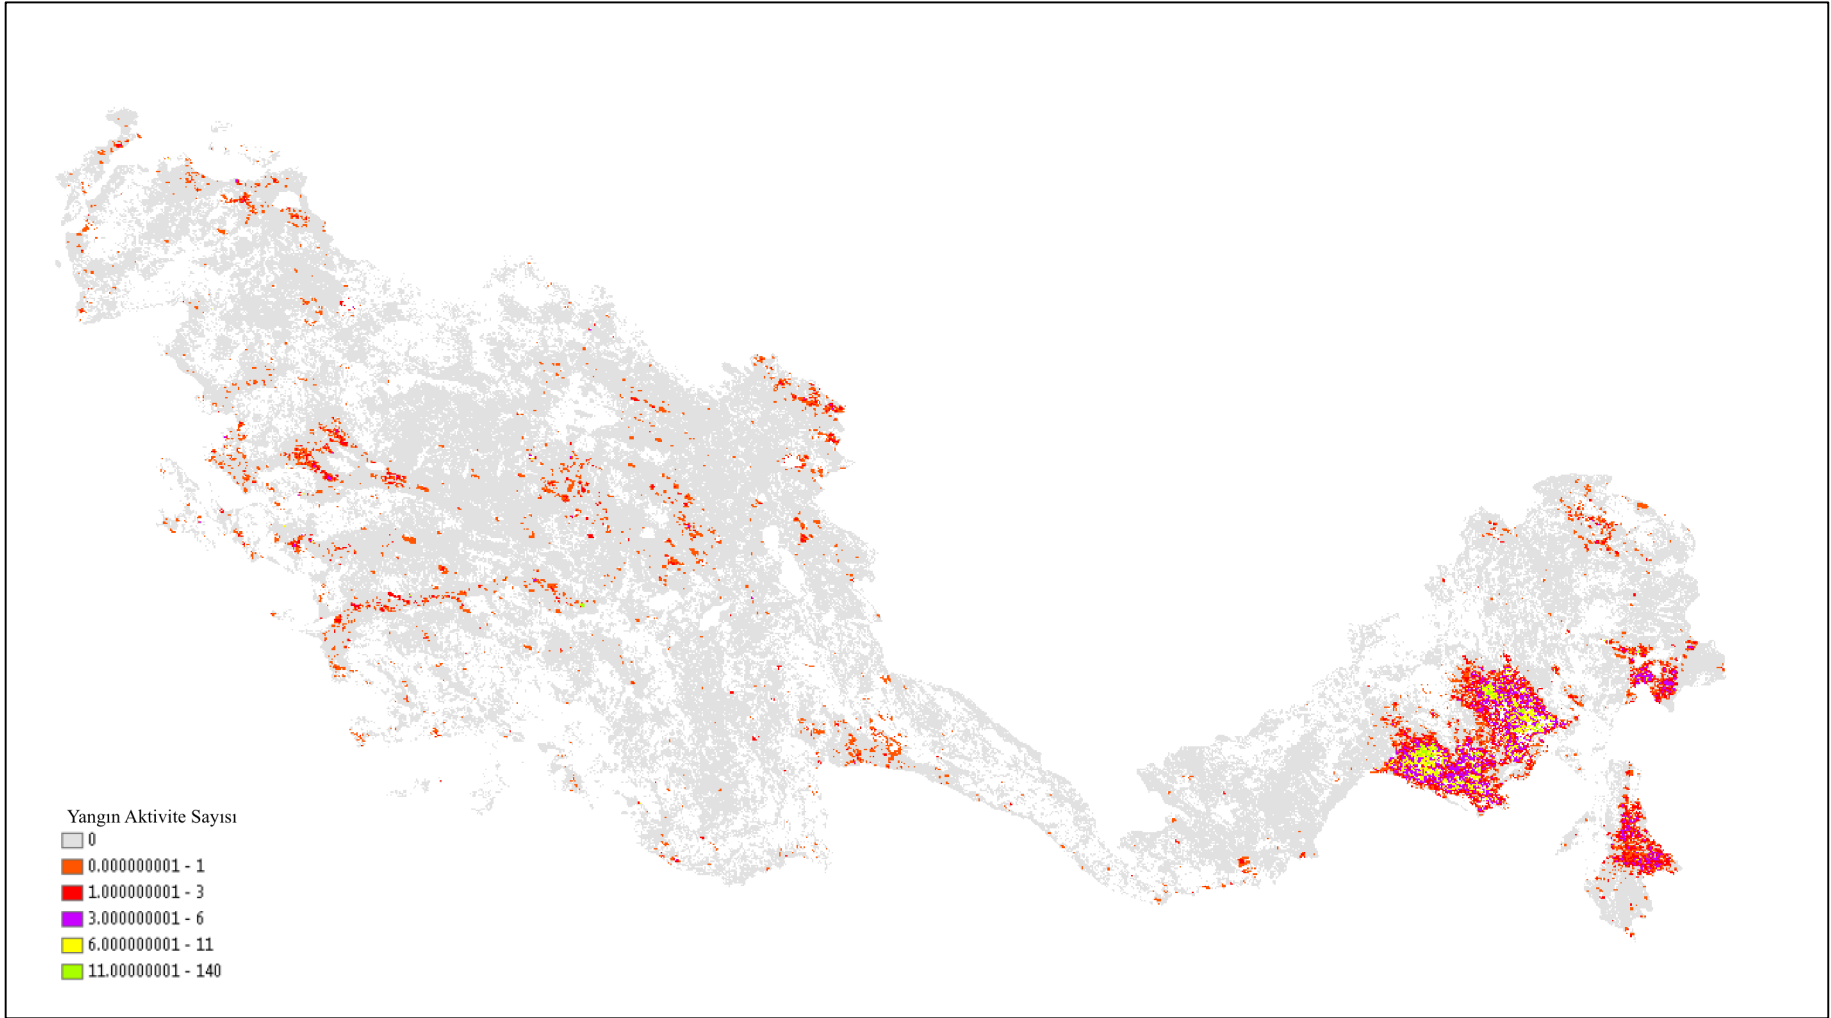 Yangın Aktivite Sayısı
0
0.000000001 - 1
1.000000001 - 3
3.000000001 - 6
6.000000001 - 11
11.00000001 - 140